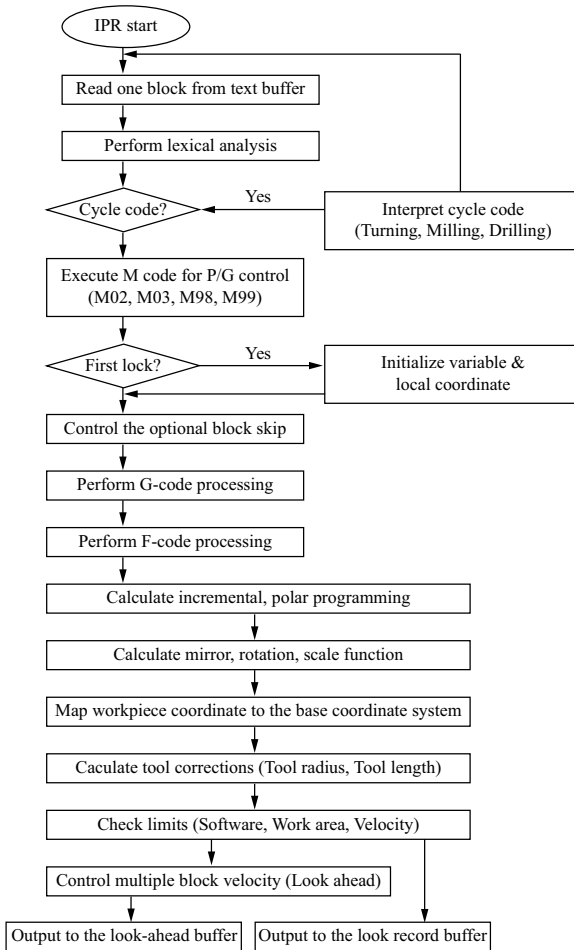 IPR start
Read one block from text buffer
Perform lexical analysis
Cycle code?
Yes
Interpret cycle code
(Turning, Milling, Drilling)
Execute M code for P/G control
(M02, M03, M98, M99)
First lock?
Yes
Initialize variable &
local coordinate
Control the optional block skip
Perform G-code processing
Perform F-code processing
Calculate incremental, polar programming
Calculate mirror, rotation, scale function
Map workpiece coordinate to the base coordinate system
Caculate tool corrections (Tool radius, Tool length)
Check limits (Software, Work area, Velocity)
Control multiple block velocity (Look ahead)
Output to the look-ahead buffer
Output to the look record buffer